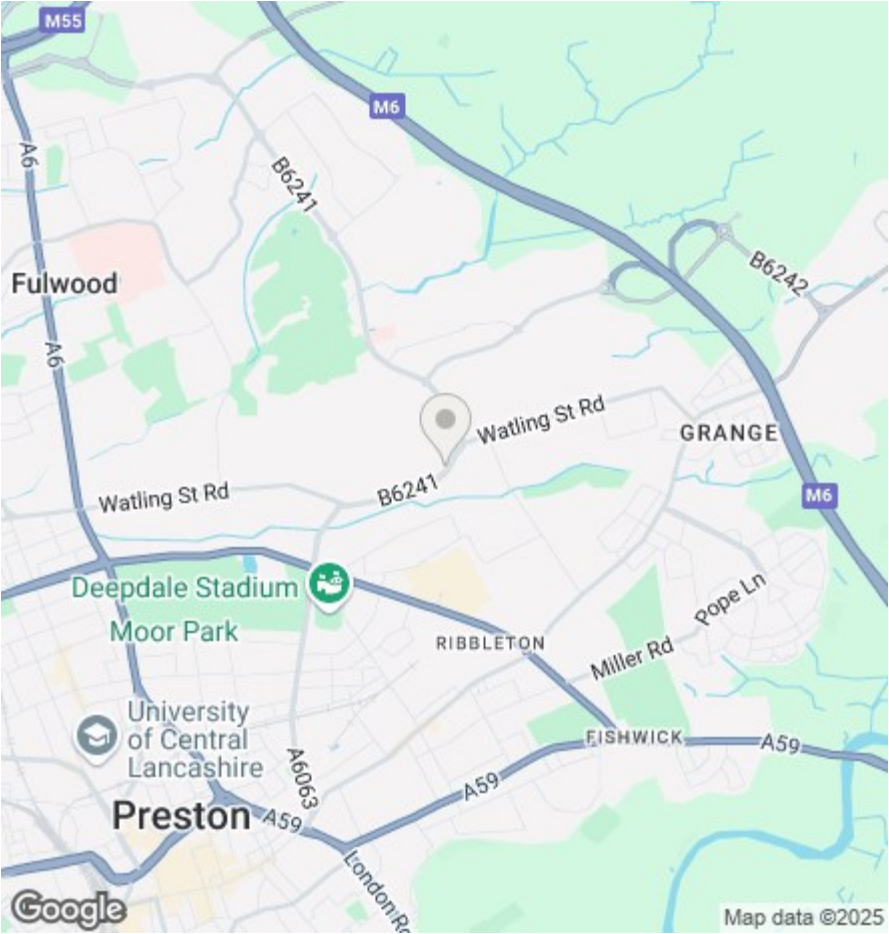 M55
M6
A6
B6241
B6242
Fulwood
A6
Watling St Rd
GRANGE
Watling St Rd
B6241
M6
Deepdale Stadium
Moor Park
Pope Ln
RIBBLETON
Miller Rd
University
of Central
Lancashire
FISHWICK
A59
A6063
A59
Preston
A59
London Rd
Google
Map data ©2025